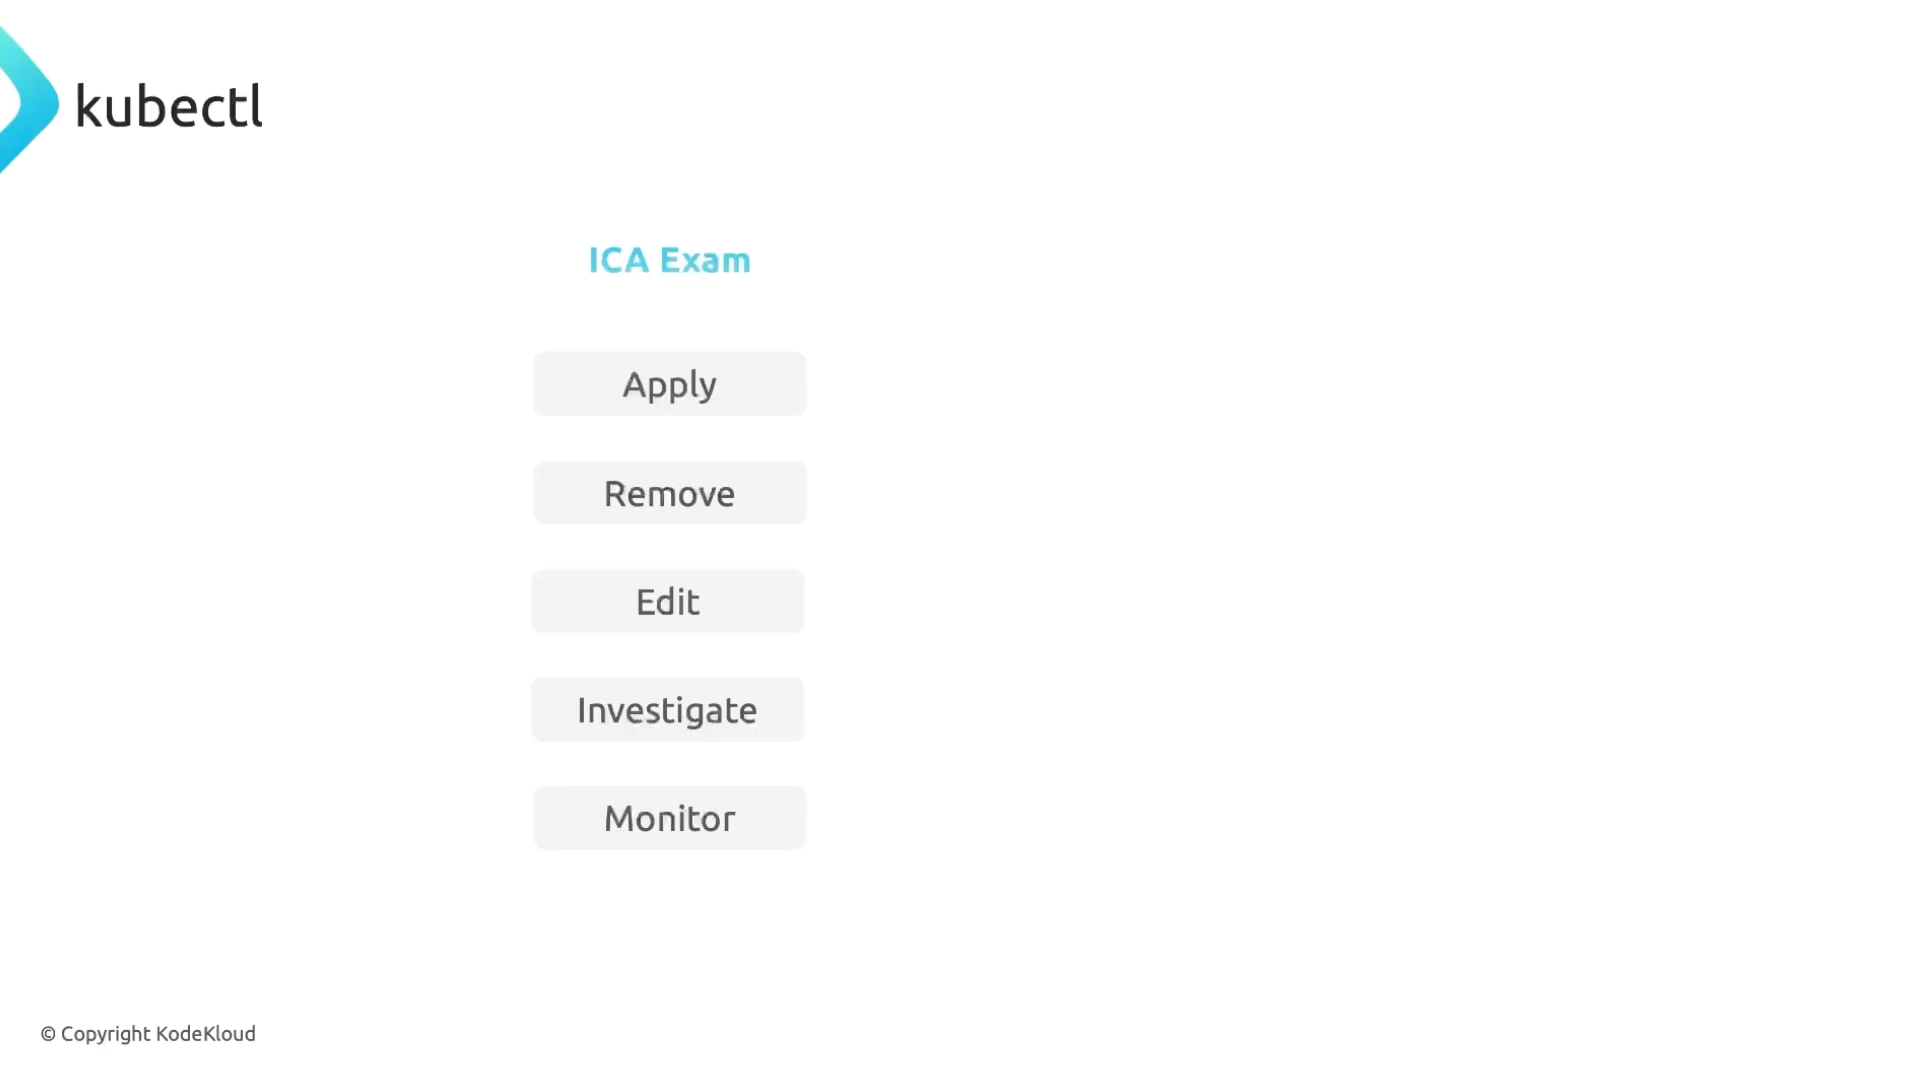 kubectl
ICA Exam
Apply
Remove
Edit
Investigate
Monitor
© Copyright KodeKloud